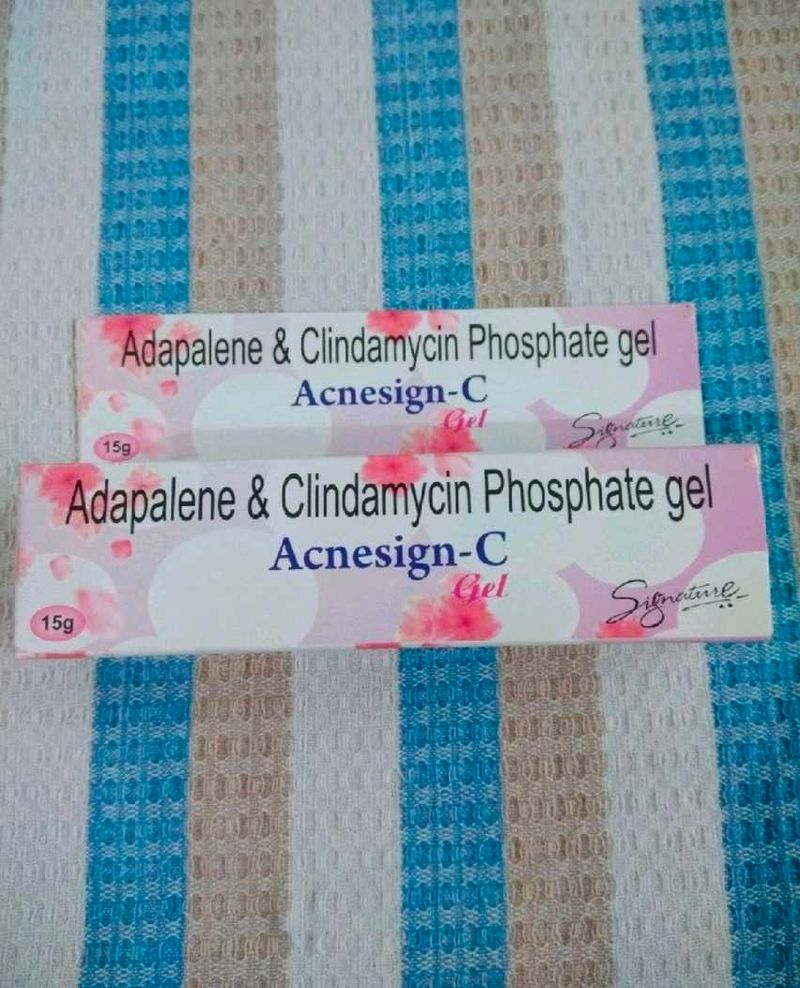 Adapalene & Clindamycin Phosphate gel
Acnesign-C
Gel
Signature
15g
Adapalene & Clindamycin Phosphate gel
Acnesign-C
Gel
Signature
15g